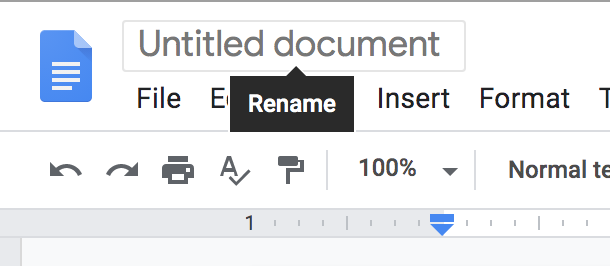 Untitled document
File Insert Format
Rename
100% Normal
1